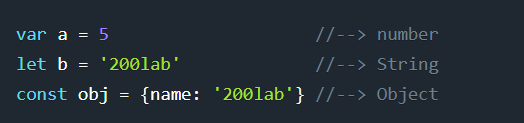 var a = 5 //--> number
let b = '200lab' //--> String
const obj = {name: '200lab'} //--> Object